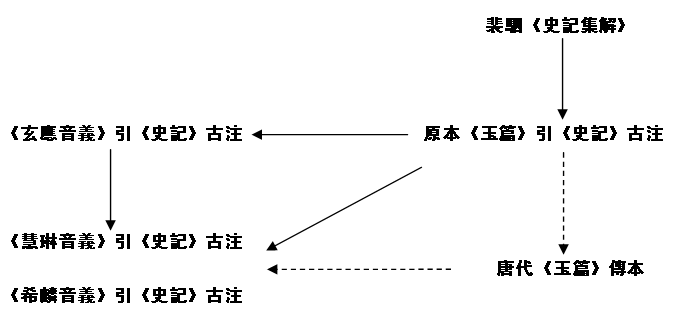 裴駰《史記集解》
《玄應音義》引《史記》古注
原本《玉篇》引《史記》古注
《慧琳音義》引《史記》古注
唐代《玉篇》傳本
《希麟音義》引《史記》古注